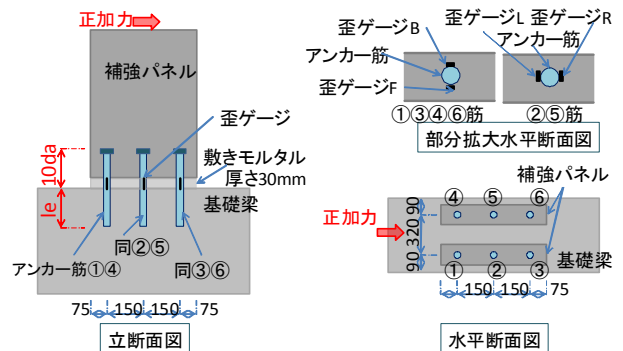 正加力
補強パネル
歪ゲージ
敷きモルタル
厚さ30mm
基礎梁
10da
le
アンカー筋①④
同②⑤
同③⑥
75 150 150 75
立断面図
歪ゲージB
アンカー筋
歪ゲージF
①③④⑥筋
歪ゲージL 歪ゲージR
アンカー筋
②⑤筋
部分拡大水平断面図
補強パネル
正加力
④ ⑤ ⑥
① ② ③
90
320
90
基礎梁
150 150 75
水平断面図